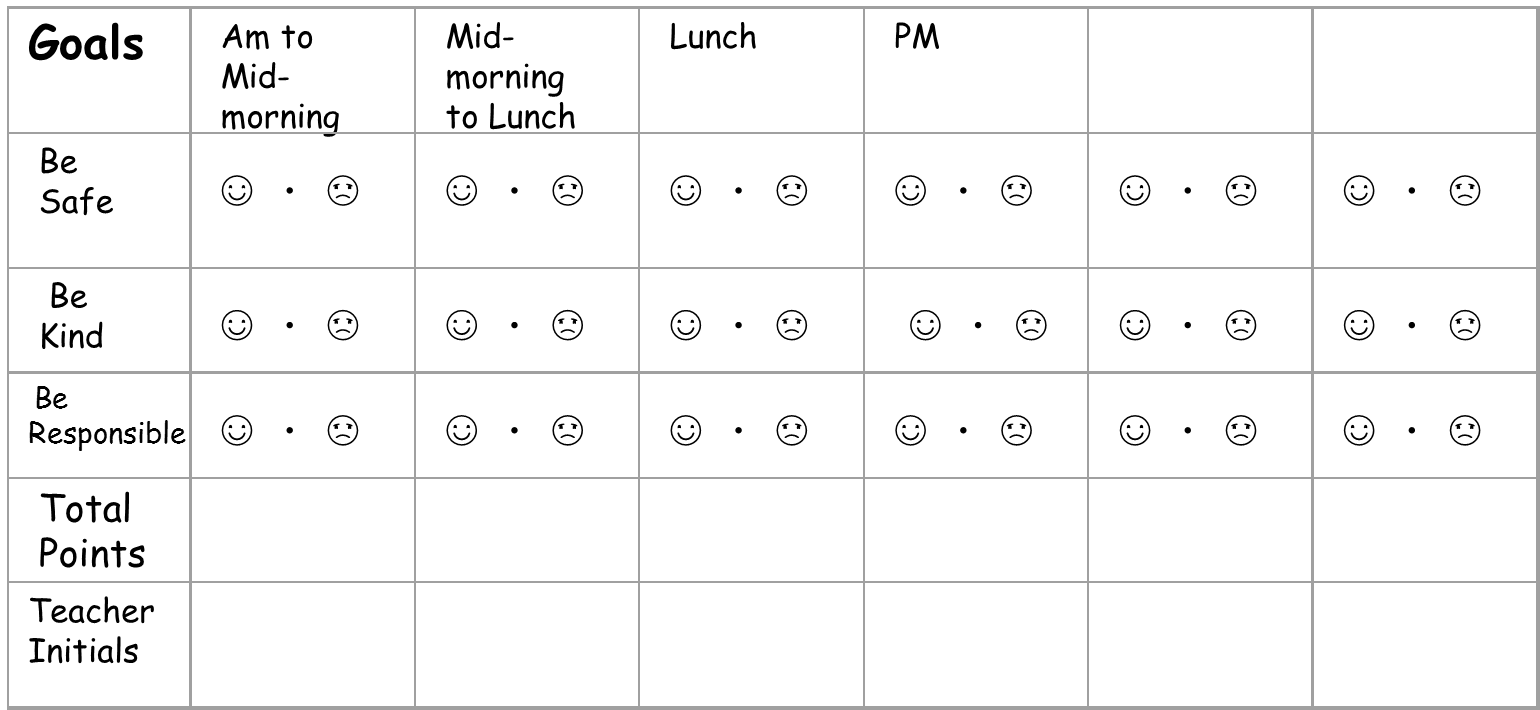 Goals
Am to
Mid-
morning
Mid-
morning
to Lunch
Lunch
PM
Be
Safe
☺ • ☹ ☺ • ☹ ☺ • ☹ ☺ • ☹ ☺ • ☹ ☺ • ☹
Be
Kind
☺ • ☹ ☺ • ☹ ☺ • ☹ ☺ • ☹ ☺ • ☹ ☺ • ☹
Be
Responsible
☺ • ☹ ☺ • ☹ ☺ • ☹ ☺ • ☹ ☺ • ☹ ☺ • ☹
Total
Points
Teacher
Initials